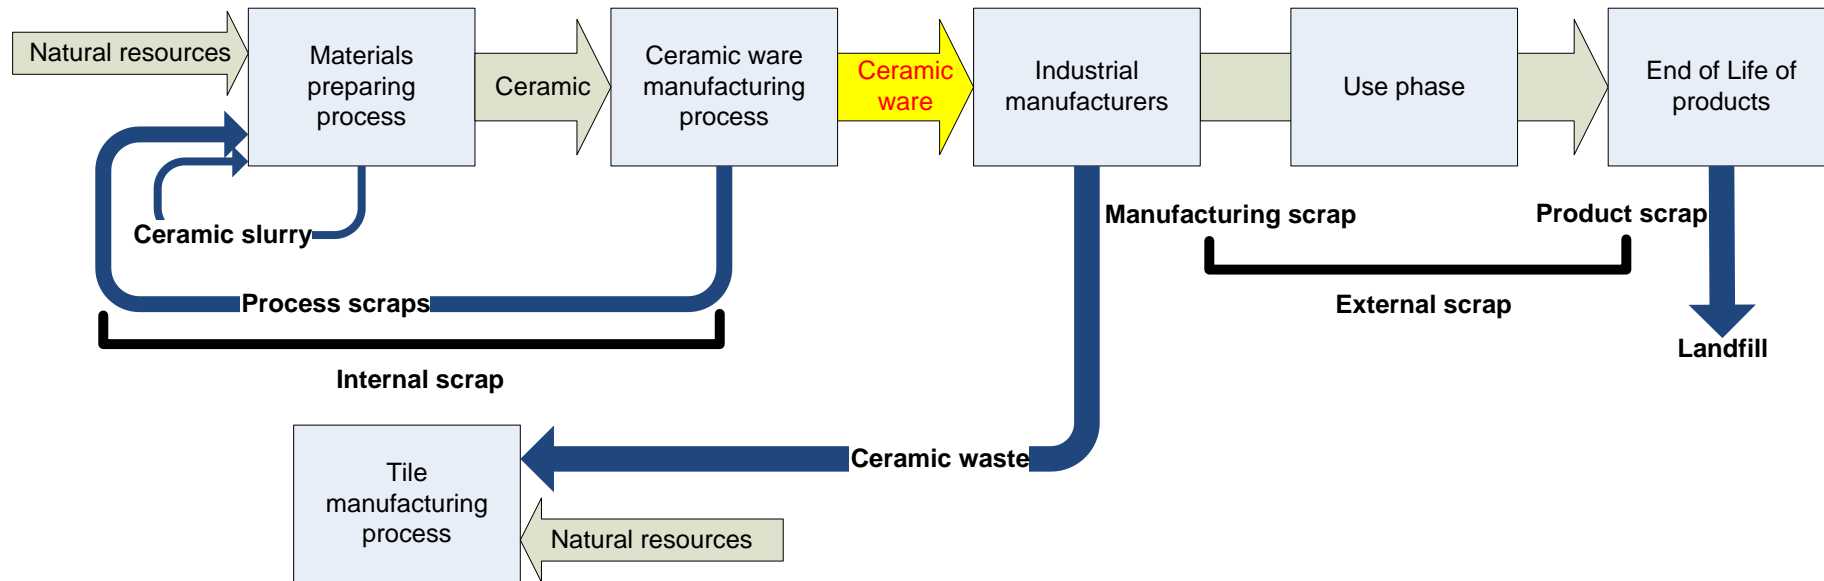 Natural resources
Materials
preparing
process
Ceramic
Ceramic ware
manufacturing
process
Ceramic
ware
Industrial
manufacturers
Use phase
End of Life of
products
Ceramic slurry
Process scraps
Internal scrap
Manufacturing scrap
Product scrap
External scrap
Landfill
Ceramic waste
Tile
manufacturing
process
Natural resources